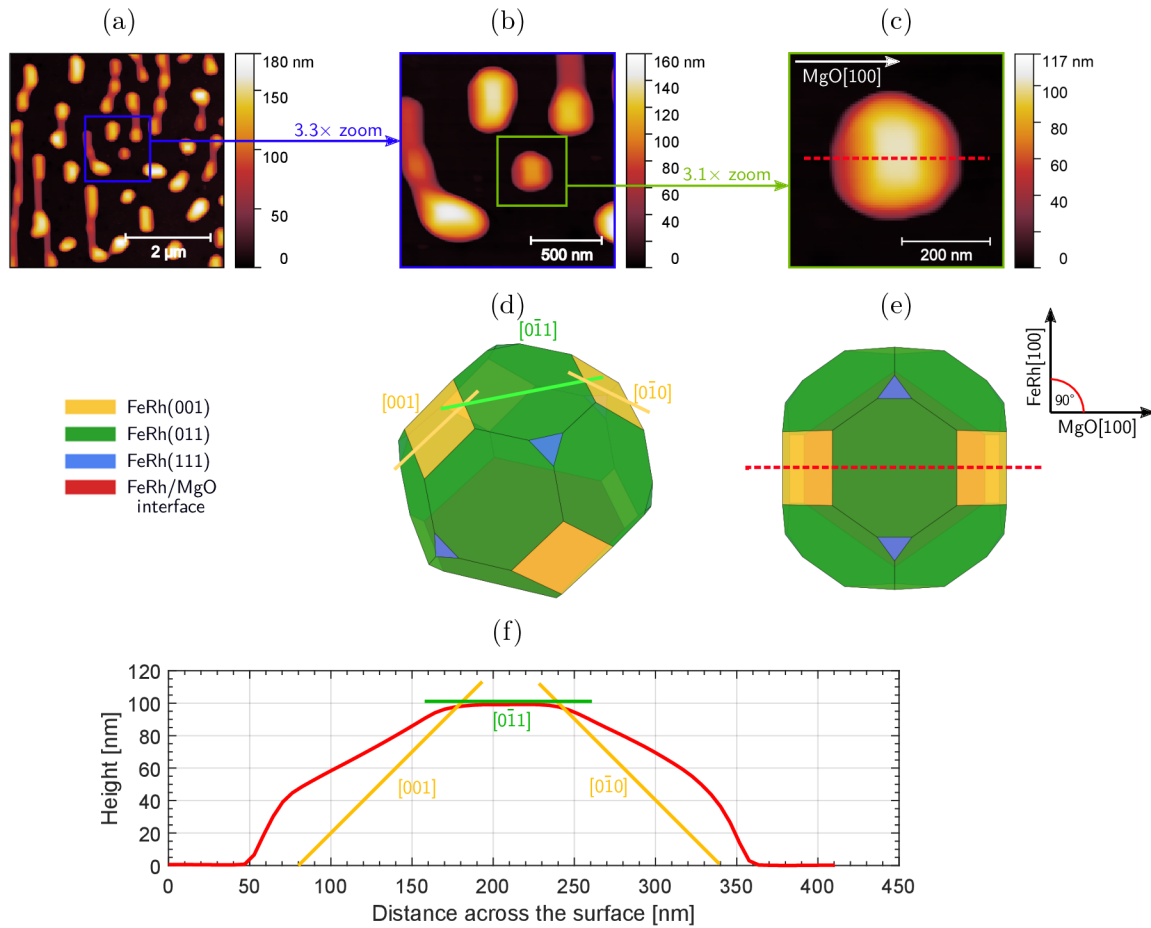 (a)
(b)
(c)
180 nm
150
100
50
0
2 µm
3.3× zoom
160 nm
140
120
100
80
60
40
20
0
500 nm
3.1× zoom
MgO[100]
200 nm
117 nm
100
80
60
40
20
0
(d)
(e)
[01̄1]
[001]
[01̄0]
FeRh(001)
FeRh(011)
FeRh(111)
FeRh/MgO
interface
FeRh[100]
90°
MgO[100]
(f)
Height [nm]
120
100
80
60
40
20
0
[01̄1]
[001]
[01̄0]
0 50 100 150 200 250 300 350 400 450
Distance across the surface [nm]